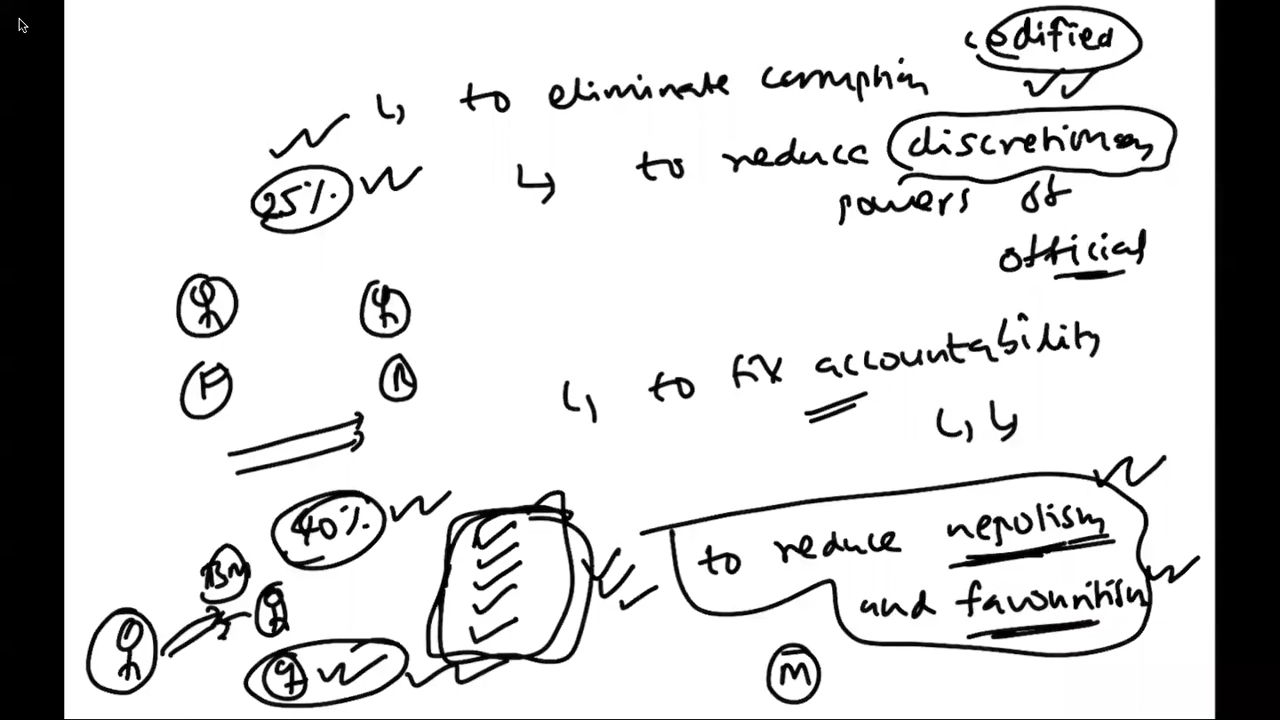 codified
↳ to eliminate corruption
25%
↳ to reduce discretionary
powers of
official
↳ to fix accountability
40%
to reduce nepotism
and favouritism
BM
M